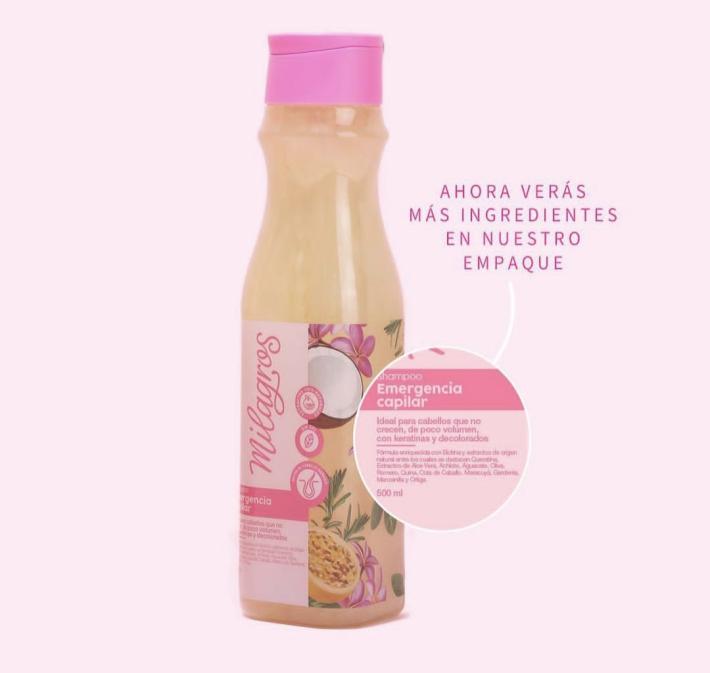 AHORA VERÁS
MÁS INGREDIENTES
EN NUESTRO
EMPAQUE
Milagros
shampoo
Emergencia
capilar
Ideal para cabellos que no
crecen, de poco volumen,
con keratinas y decolorados
Fórmula enriquecida con Biotina y extractos de origen
natural entre los cuales se destacan Queratina,
Extractos de Aloe Vera, Achiote, Aguacate, Oliva,
Romero, Quina, Cola de Caballo, Maracuyá, Gardenia,
Manzanilla y Ortiga.
500 ml